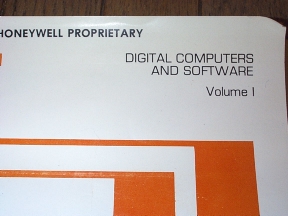 HONEYWELL PROPRIETARY
DIGITAL COMPUTERS
AND SOFTWARE
Volume I